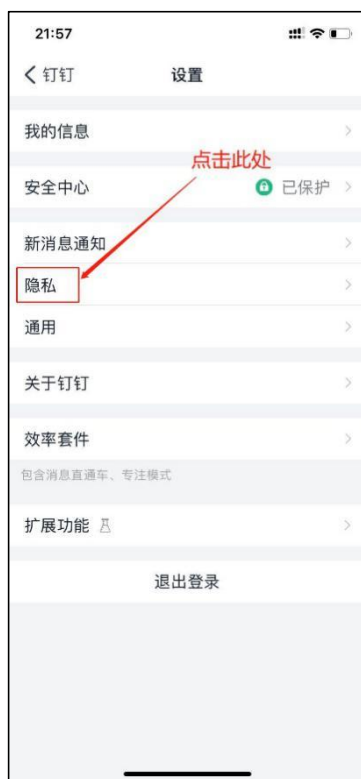 21:57
钉钉 设置
我的信息
点击此处
安全中心 已保护
新消息通知
隐私
通用
关于钉钉
效率套件
包含消息直通车、专注模式
扩展功能
退出登录